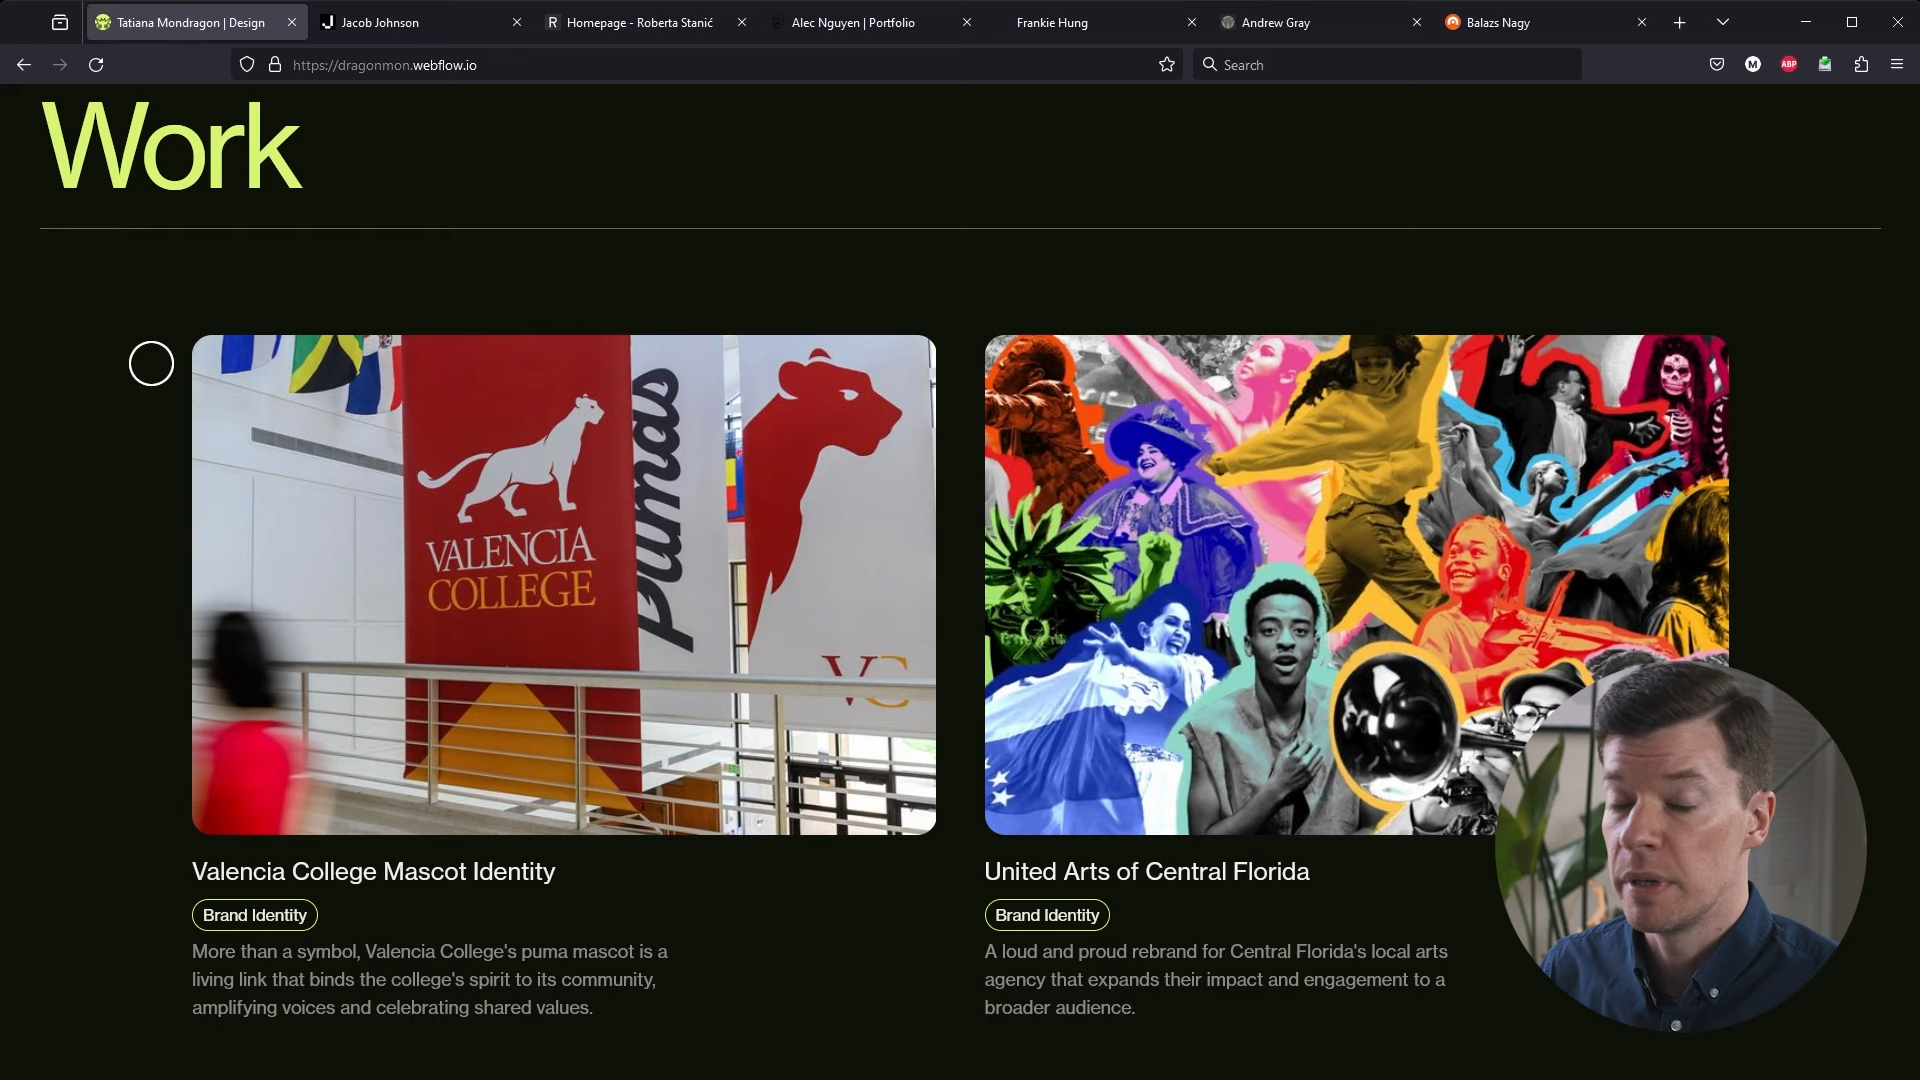 Tatiana Mondragon | Design
Jacob Johnson
Homepage - Roberta Stanić
Alec Nguyen | Portfolio
Frankie Hung
Andrew Gray
Balazs Nagy
https://dragonmon.webflow.io
Search
M
ABP
Work
VALENCIA
COLLEGE
pumas
VC
Valencia College Mascot Identity
Brand Identity
More than a symbol, Valencia College's puma mascot is a
living link that binds the college's spirit to its community,
amplifying voices and celebrating shared values.
United Arts of Central Florida
Brand Identity
A loud and proud rebrand for Central Florida's local arts
agency that expands their impact and engagement to a
broader audience.